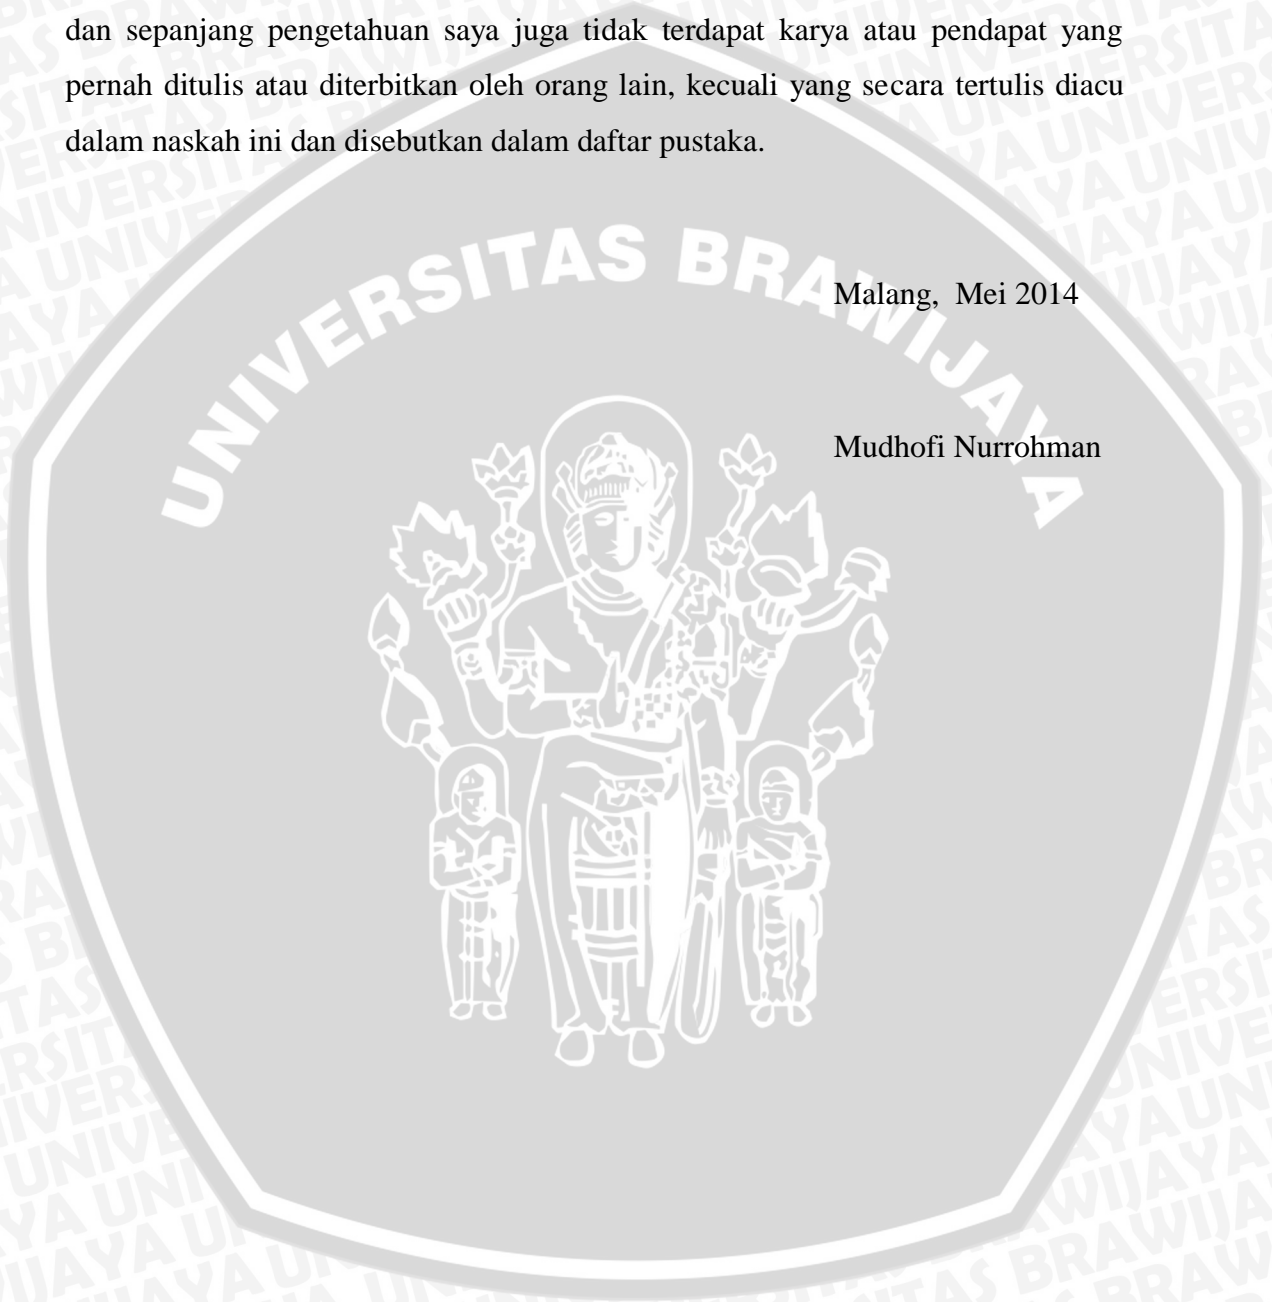 dan sepanjang pengetahuan saya juga tidak terdapat karya atau pendapat yang
pernah ditulis atau diterbitkan oleh orang lain, kecuali yang secara tertulis diacu
dalam naskah ini dan disebutkan dalam daftar pustaka.
UNIVERSITAS BRAWIJAYA
Malang, Mei 2014
Mudhofi Nurrohman